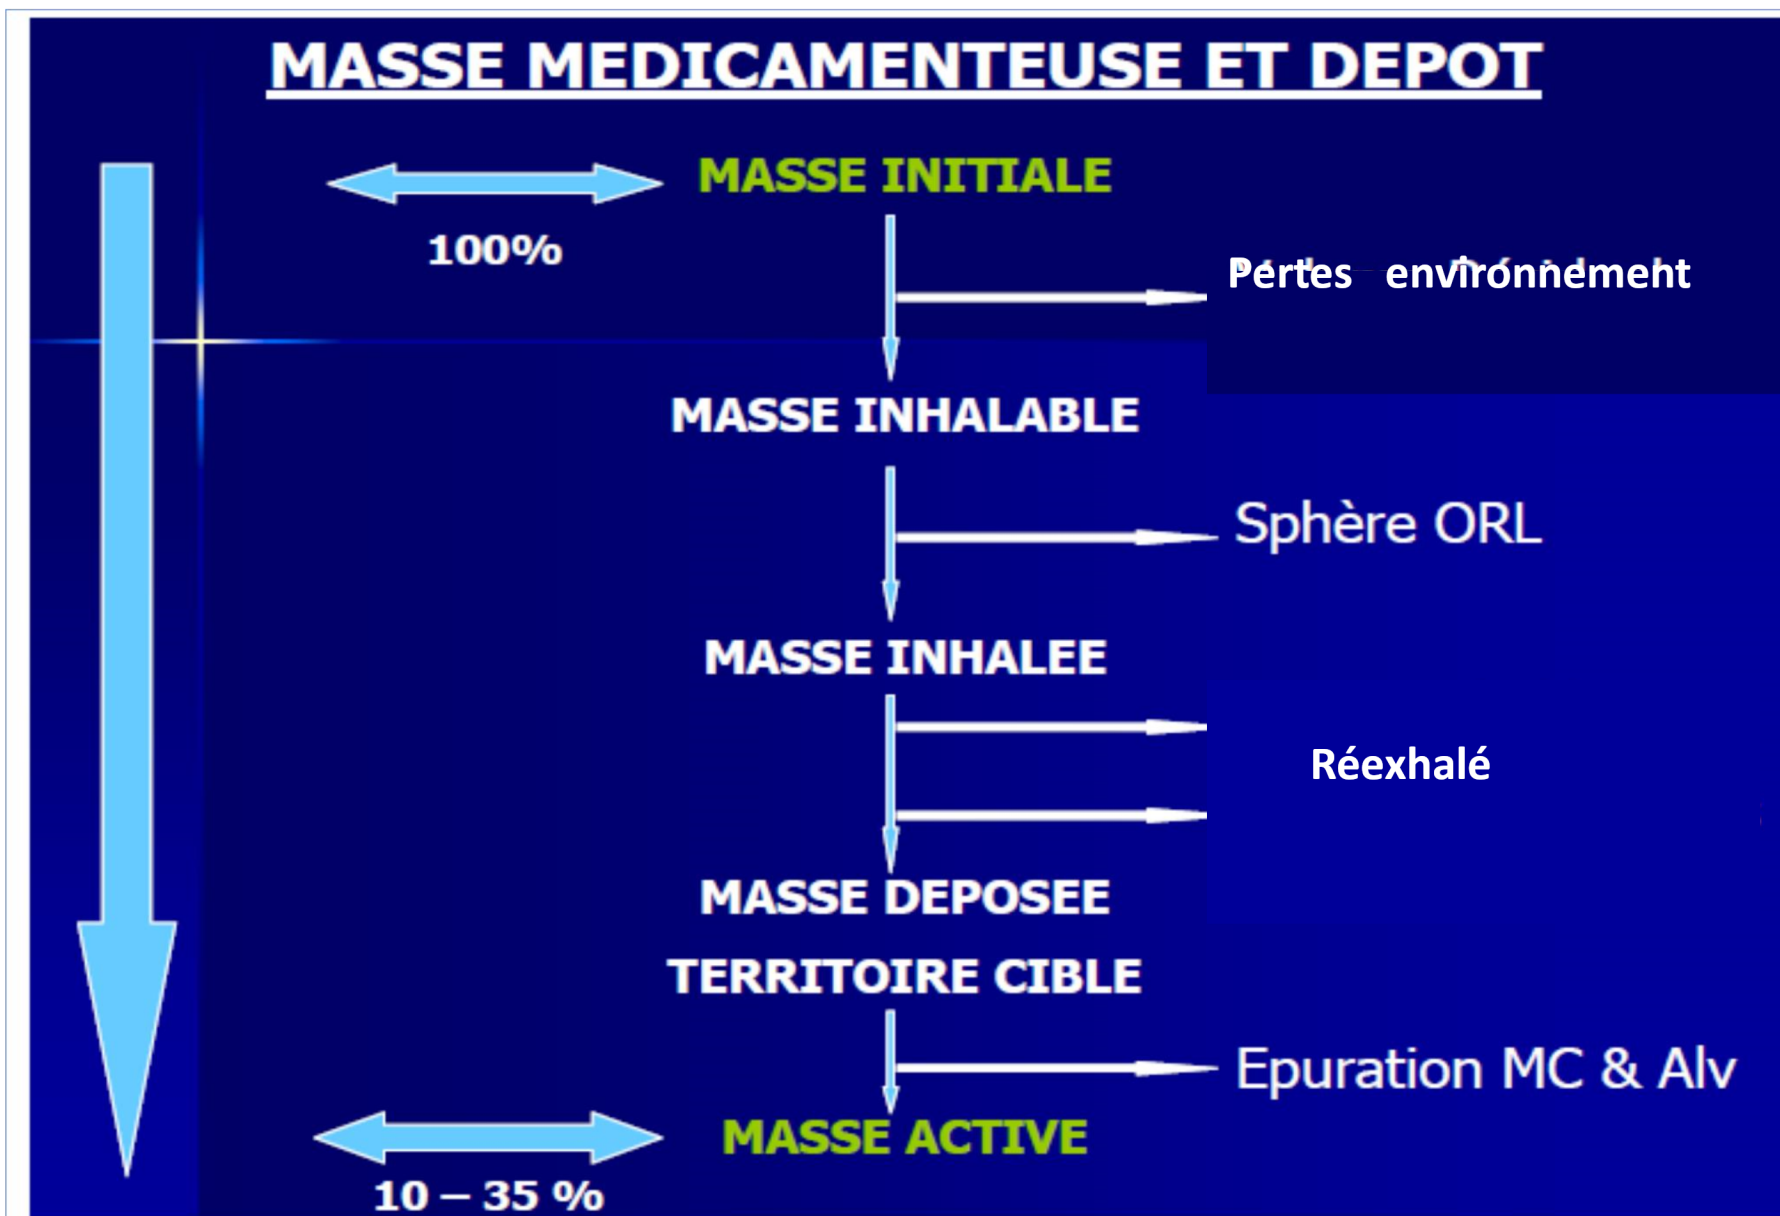 MASSE MEDICAMENTEUSE ET DEPOT
MASSE INITIALE
100%
Pertes environnement
MASSE INHALABLE
Sphère ORL
MASSE INHALEE
Réexhalé
MASSE DEPOSEE
TERRITOIRE CIBLE
Epuration MC & Alv
MASSE ACTIVE
10 – 35 %